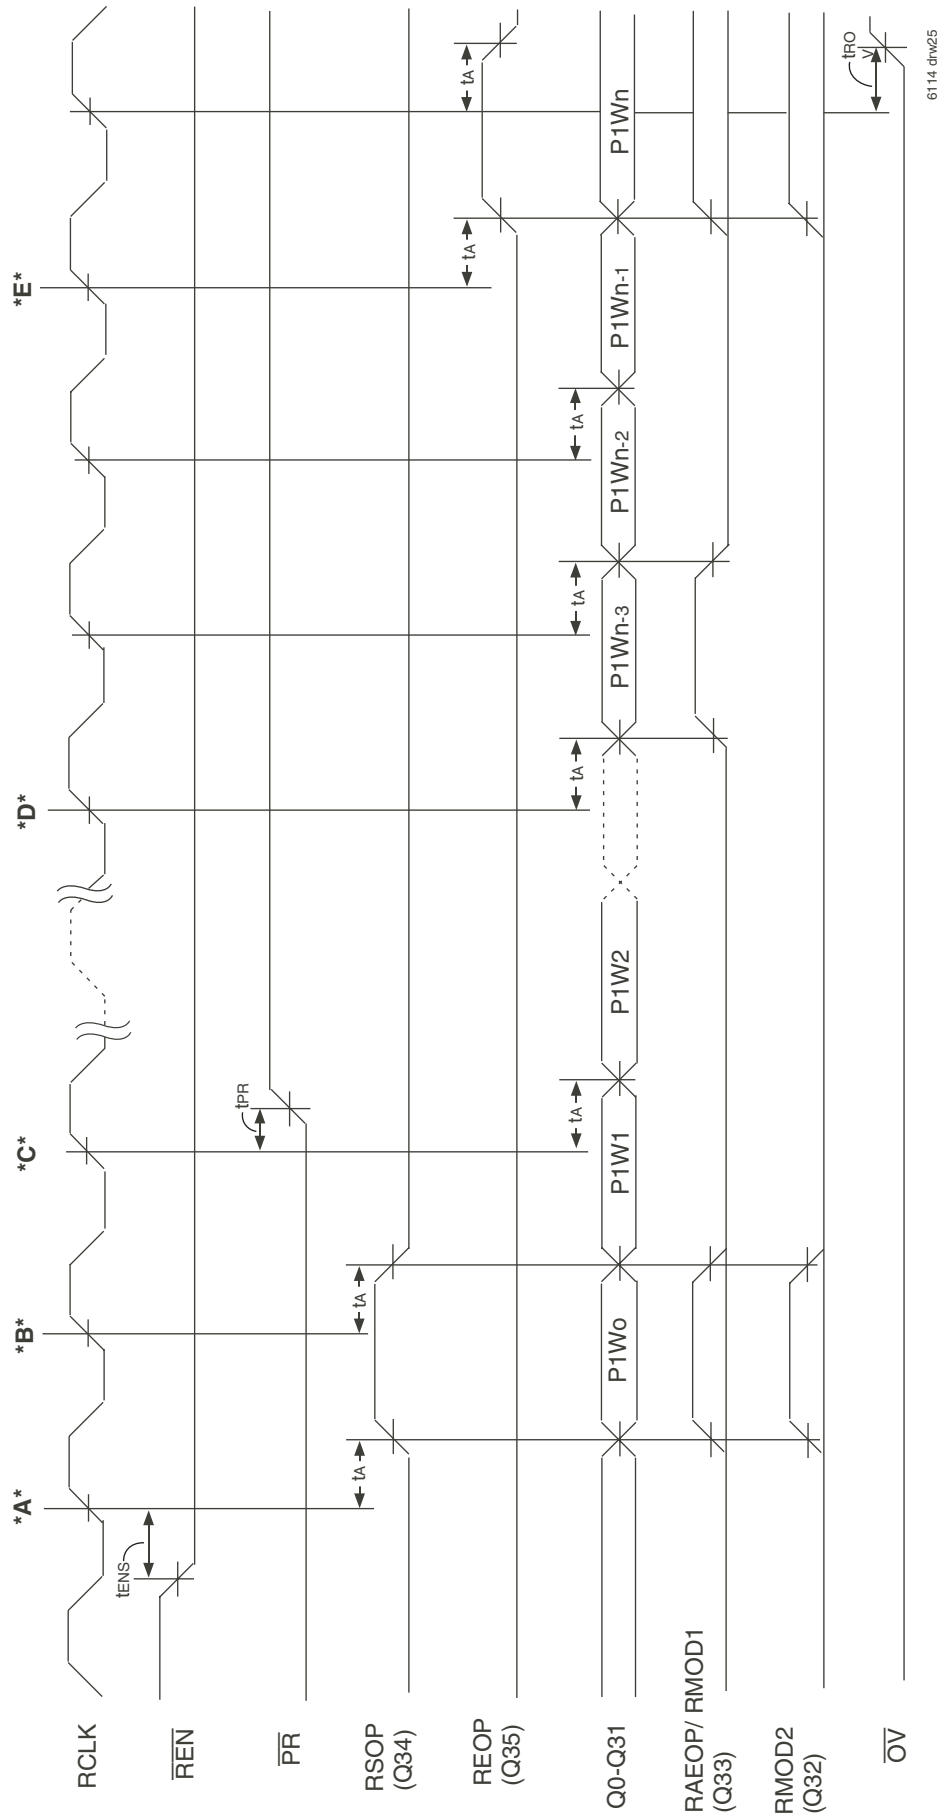 *A*
*B*
*C*
*D*
*E*
RCLK
tENS
REN
tPR
PR
tA
tA
RSOP
(Q34)
tA
tA
REOP
(Q35)
tA
tA
tA
tA
Q0-Q31
P1Wo
P1W1
P1W2
P1Wn-3
P1Wn-2
P1Wn-1
P1Wn
RAEOP/ RMOD1
(Q33)
RMOD2
(Q32)
tRO
V
OV
6114 drw25